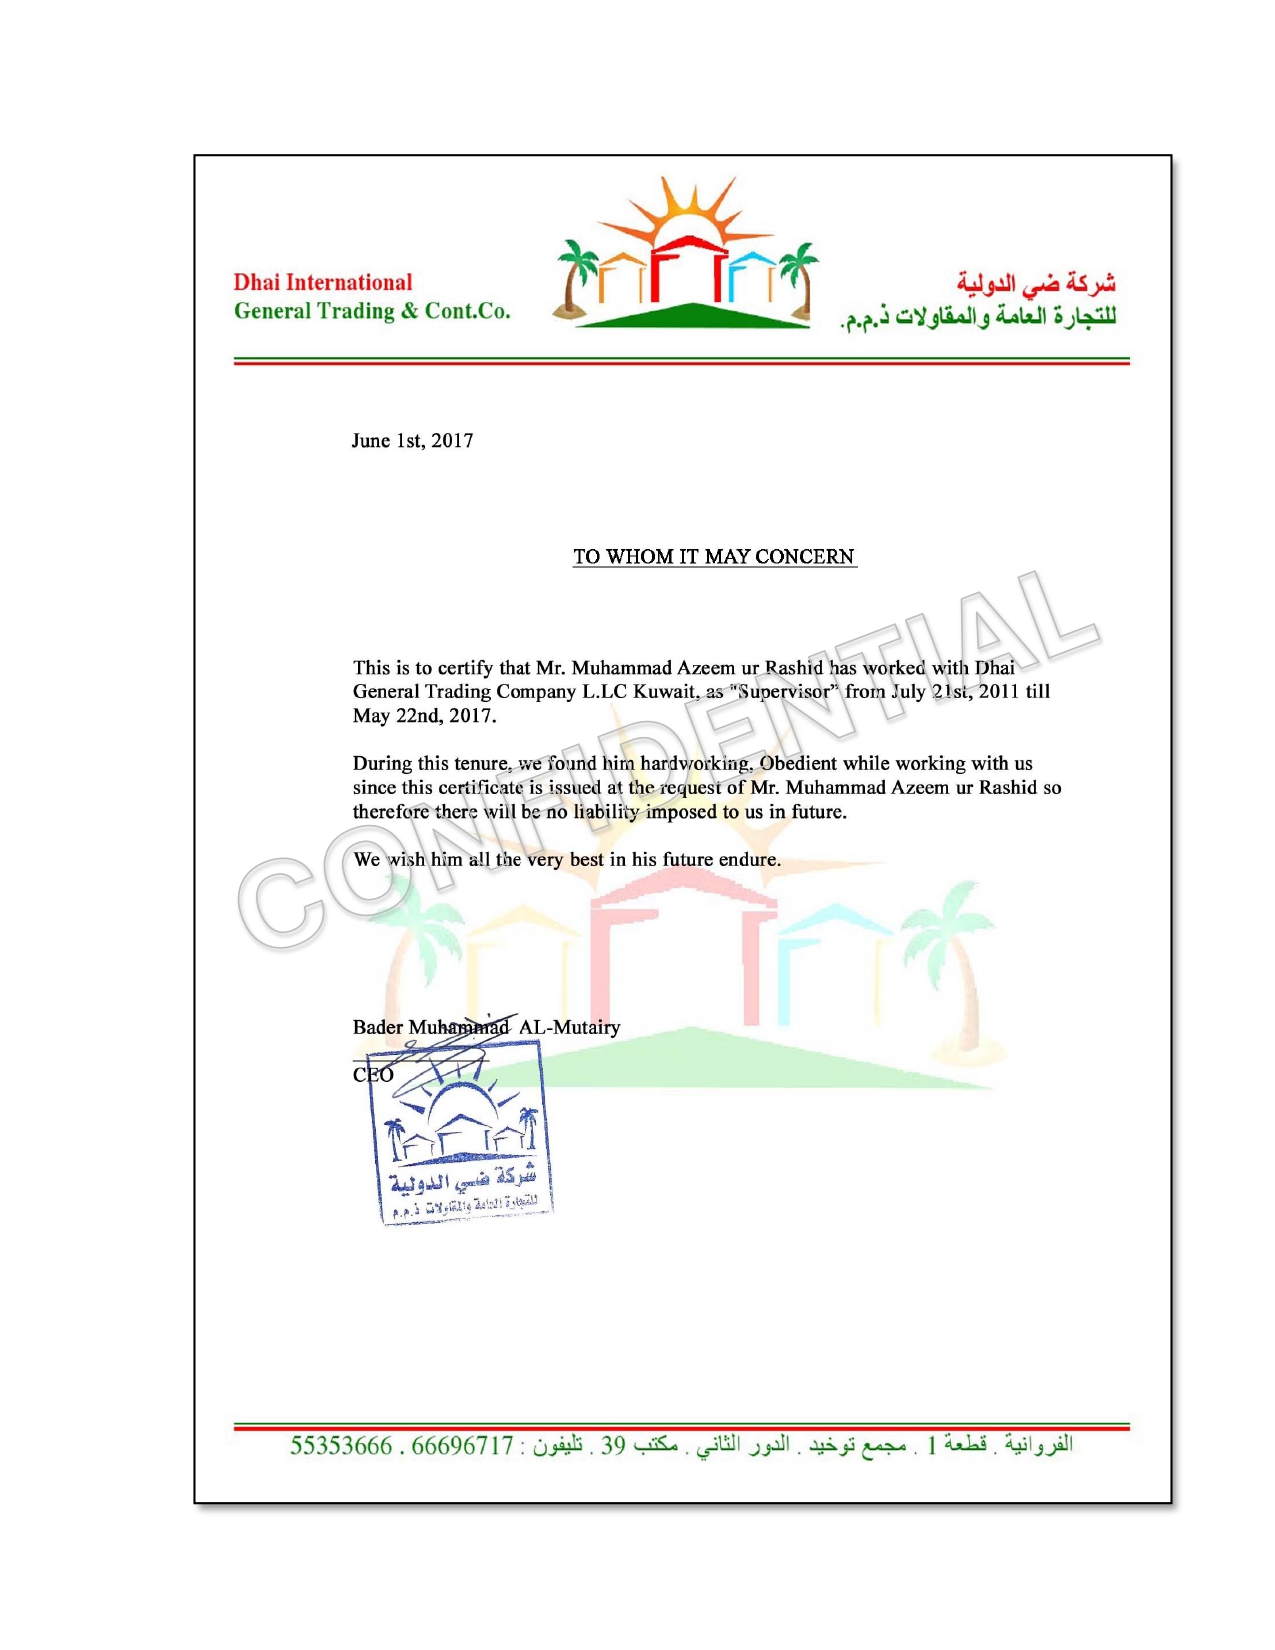 Dhai International
General Trading & Cont.Co.
شركة ضي الدولية
للتجارة العامة والمقاولات ذ.م.م.
June 1st, 2017
TO WHOM IT MAY CONCERN
CONFIDENTIAL
This is to certify that Mr. Muhammad Azeem ur Rashid has worked with Dhai
General Trading Company L.LC Kuwait, as "Supervisor” from July 21st, 2011 till
May 22nd, 2017.
During this tenure, we found him hardworking, Obedient while working with us
since this certificate is issued at the request of Mr. Muhammad Azeem ur Rashid so
therefore there will be no liability imposed to us in future.
We wish him all the very best in his future endure.
Bader Muhammad AL-Mutairy
CEO
شركة ضي الدولية
للتجارة العامة والمقاولات ذ.م.م
الفروانية . قطعة 1 . مجمع توخيد . الدور الثاني . مكتب 39 . تليفون : 66696717 . 55353666